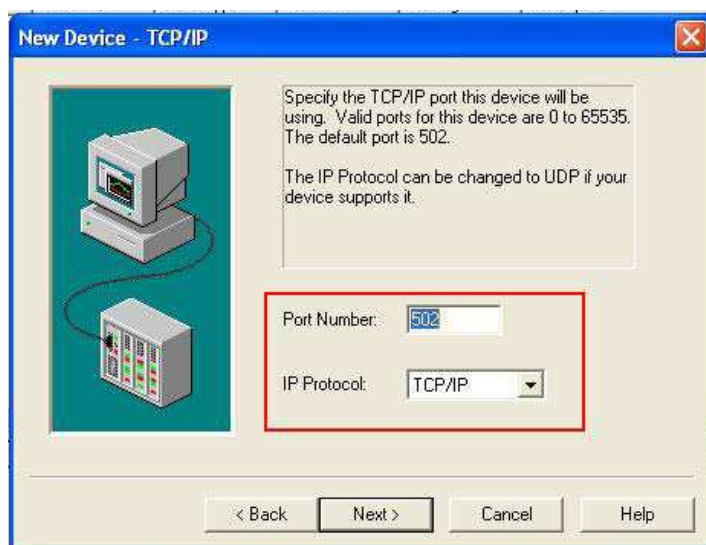 New Device - TCP/IP
Specify the TCP/IP port this device will be
using.  Valid ports for this device are 0 to 65535.
The default port is 502.
The IP Protocol can be changed to UDP if your
device supports it.
Port Number: 502
IP Protocol: TCP/IP
< Back Next > Cancel Help